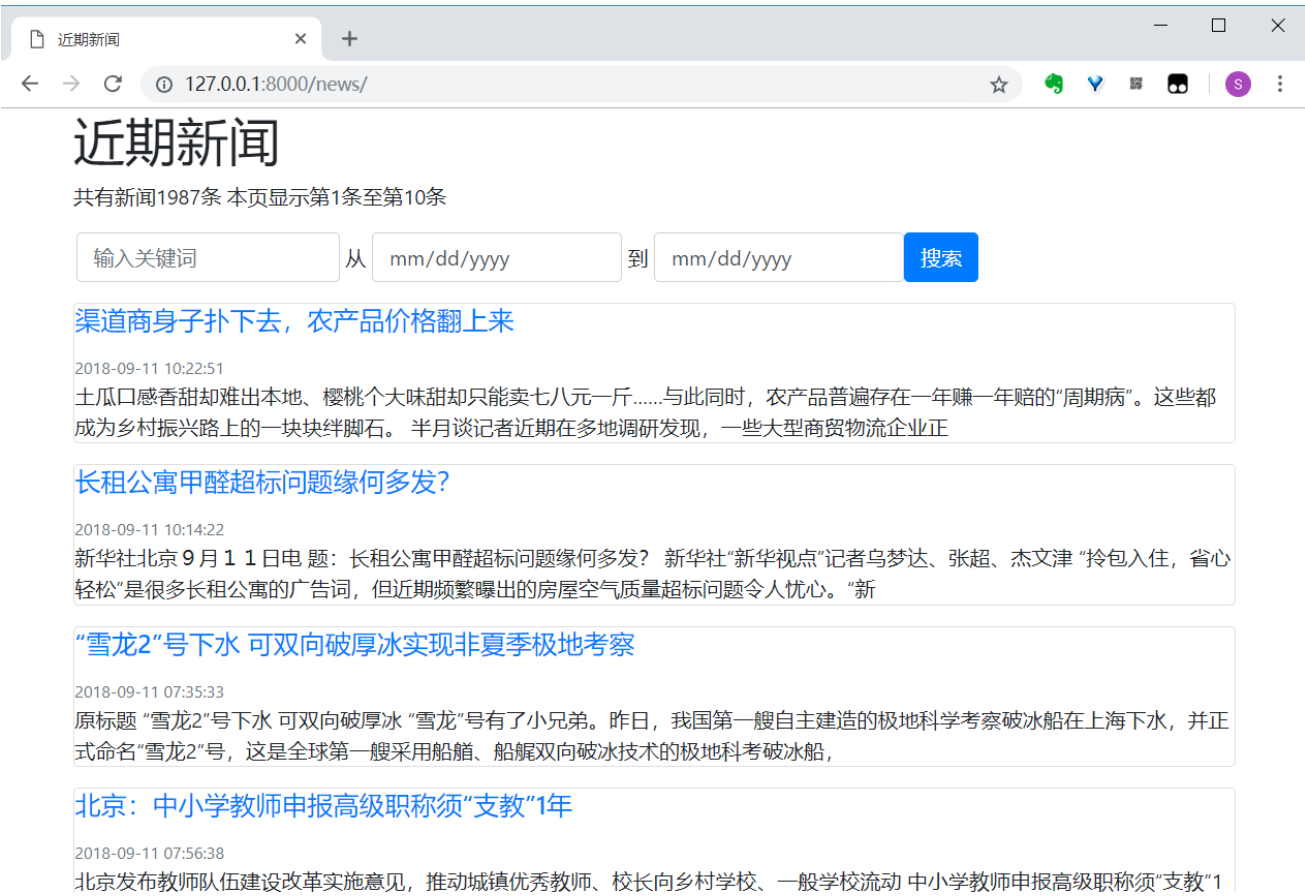 近期新闻
127.0.0.1:8000/news/
S
近期新闻
共有新闻1987条 本页显示第1条至第10条
输入关键词 从 mm/dd/yyyy 到 mm/dd/yyyy 搜索
渠道商身子扑下去，农产品价格翻上来
2018-09-11 10:22:51
土瓜口感香甜却难出本地、樱桃个大味甜却只能卖七八元一斤......与此同时，农产品普遍存在一年赚一年赔的“周期病”。这些都
成为乡村振兴路上的一块块绊脚石。 半月谈记者近期在多地调研发现，一些大型商贸物流企业正
长租公寓甲醛超标问题缘何多发？
2018-09-11 10:14:22
新华社北京９月１１日电 题：长租公寓甲醛超标问题缘何多发？ 新华社“新华视点”记者乌梦达、张超、杰文津 “拎包入住，省心
轻松”是很多长租公寓的广告词，但近期频繁曝出的房屋空气质量超标问题令人忧心。“新
“雪龙2”号下水 可双向破厚冰实现非夏季极地考察
2018-09-11 07:35:33
原标题 “雪龙2”号下水 可双向破厚冰 “雪龙”号有了小兄弟。昨日，我国第一艘自主建造的极地科学考察破冰船在上海下水，并正
式命名“雪龙2”号，这是全球第一艘采用船艏、船艉双向破冰技术的极地科考破冰船，
北京：中小学教师申报高级职称须“支教”1年
2018-09-11 07:56:38
北京发布教师队伍建设改革实施意见，推动城镇优秀教师、校长向乡村学校、一般学校流动 中小学教师申报高级职称须“支教”1